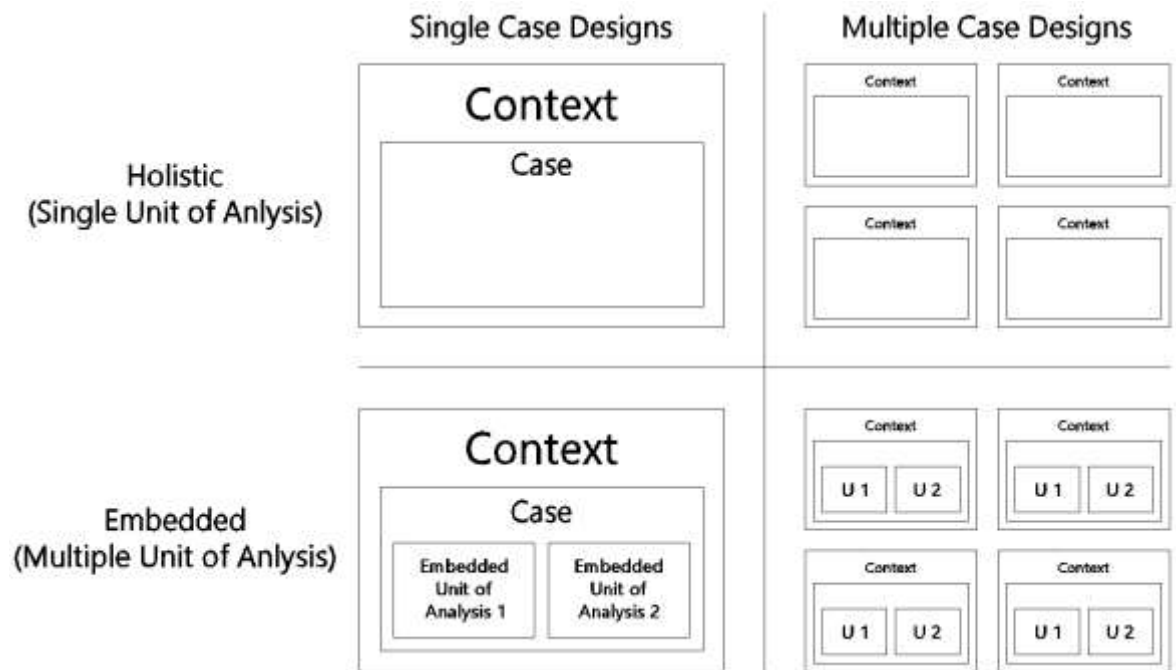 Single Case Designs
Multiple Case Designs
Holistic
(Single Unit of Anlysis)
Context
Case
Context
Context
Context
Context
Embedded
(Multiple Unit of Anlysis)
Context
Case
Embedded
Unit of
Analysis 1
Embedded
Unit of
Analysis 2
Context
U 1
U 2
Context
U 1
U 2
Context
U 1
U 2
Context
U 1
U 2